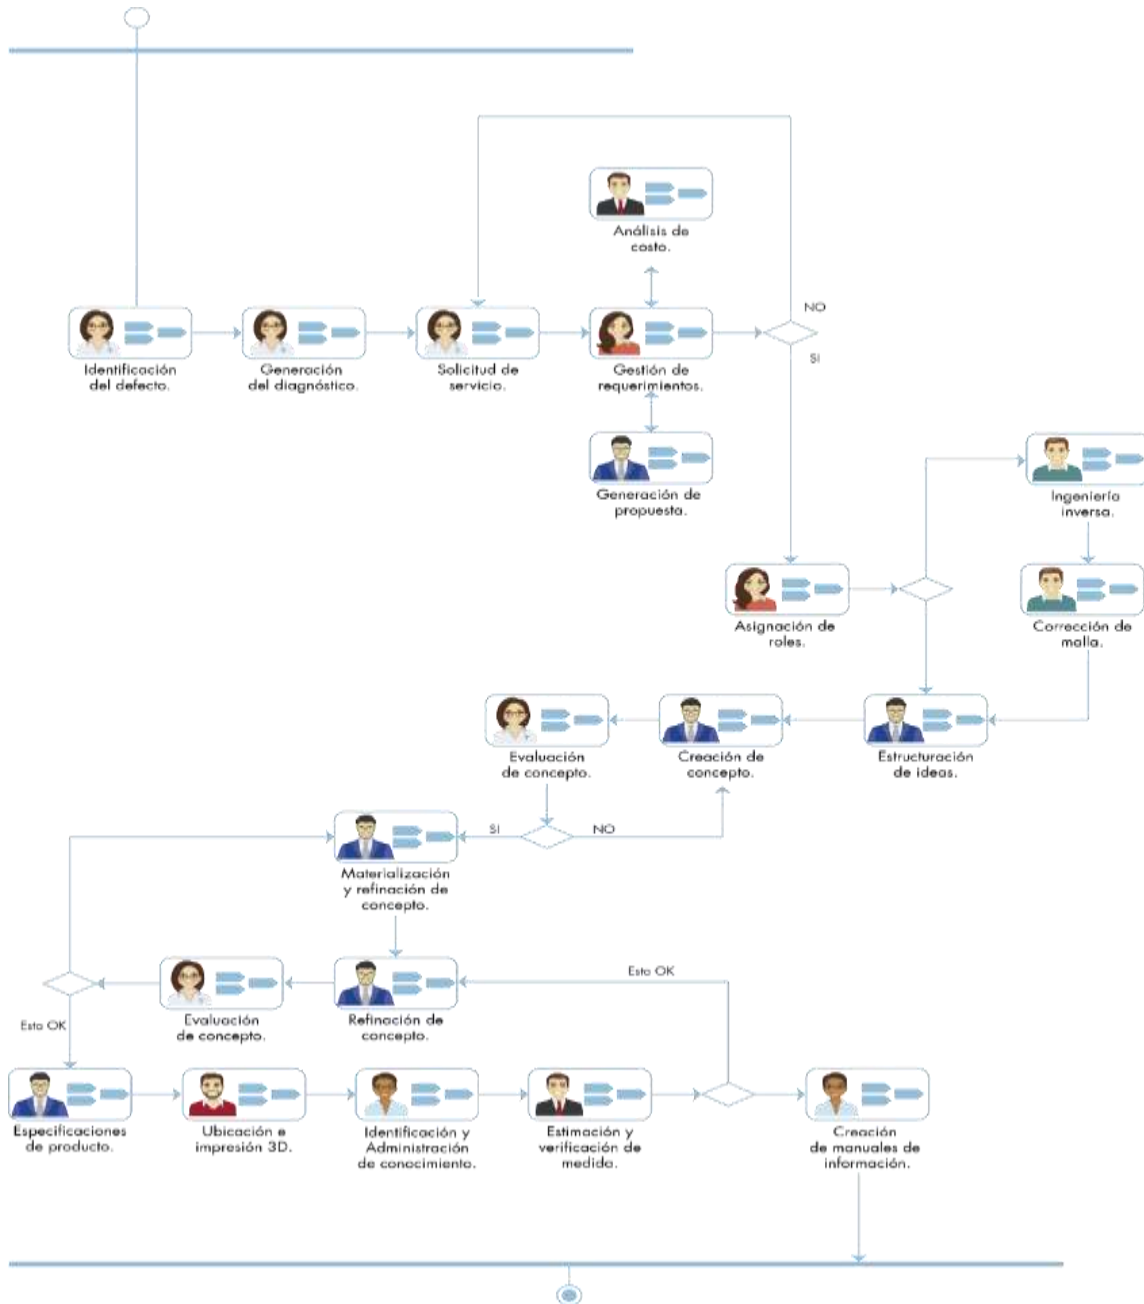 Análisis de
costo.
NO
SI
Identificación
del defecto.
Generación
del diagnóstico.
Solicitud de
servicio.
Gestión de
requerimientos.
Generación de
propuesta.
Ingeniería
inversa.
Asignación de
roles.
Corrección de
malla.
Evaluación
de concepto.
Creación de
concepto.
Estructuración
de ideas.
SI
NO
Materialización
y refinación de
concepto.
Esta OK
Evaluación
de concepto.
Refinación de
concepto.
Esta OK
Especificaciones
de producto.
Ubicación e
impresión 3D.
Identificación y
Administración
de conocimiento.
Estimación y
verificación de
medida.
Creación
de manuales de
información.